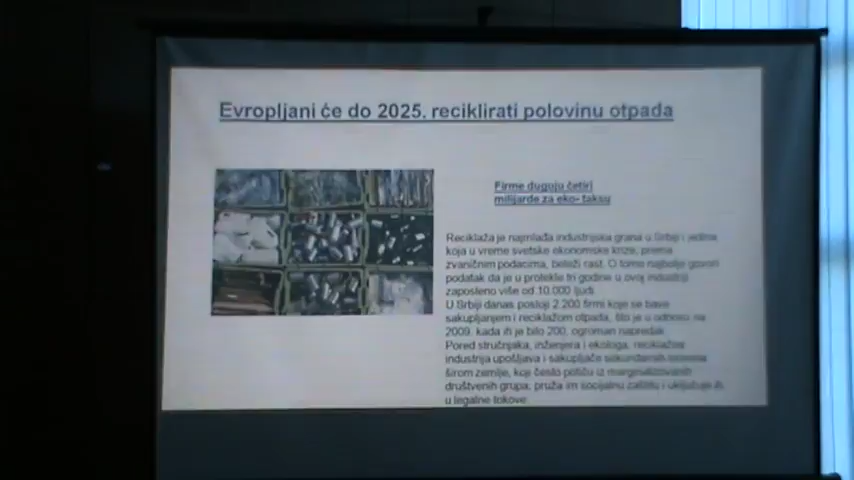 Evropljani će do 2025. reciklirati polovinu otpada
Firme duguju četiri
milijarde za eko- taksu
Reciklaža je najmlađa industrijska grana u Srbiji i jedina
koja u vreme svetske ekonomske krize, prema
zvaničnim podacima, beleži rast. O tome najbolje govori
podatak da je u protekle tri godine u ovoj industriji
zaposleno više od 10.000 ljudi.
U Srbiji danas postoji 2.200 firmi koje se bave
sakupljanjem i reciklažom otpada, što je u odnosu na
2009. kada ih je bilo 200, ogroman napredak.
Pored stručnjaka, inženjera i ekologa, reciklažna
industrija upošljava i sakupljače sekundarnih sirovina
širom zemlje, koji često potiču iz marginalizovanih
društvenih grupa, pruža im socijalnu zaštitu i uključuje ih
u legalne tokove.